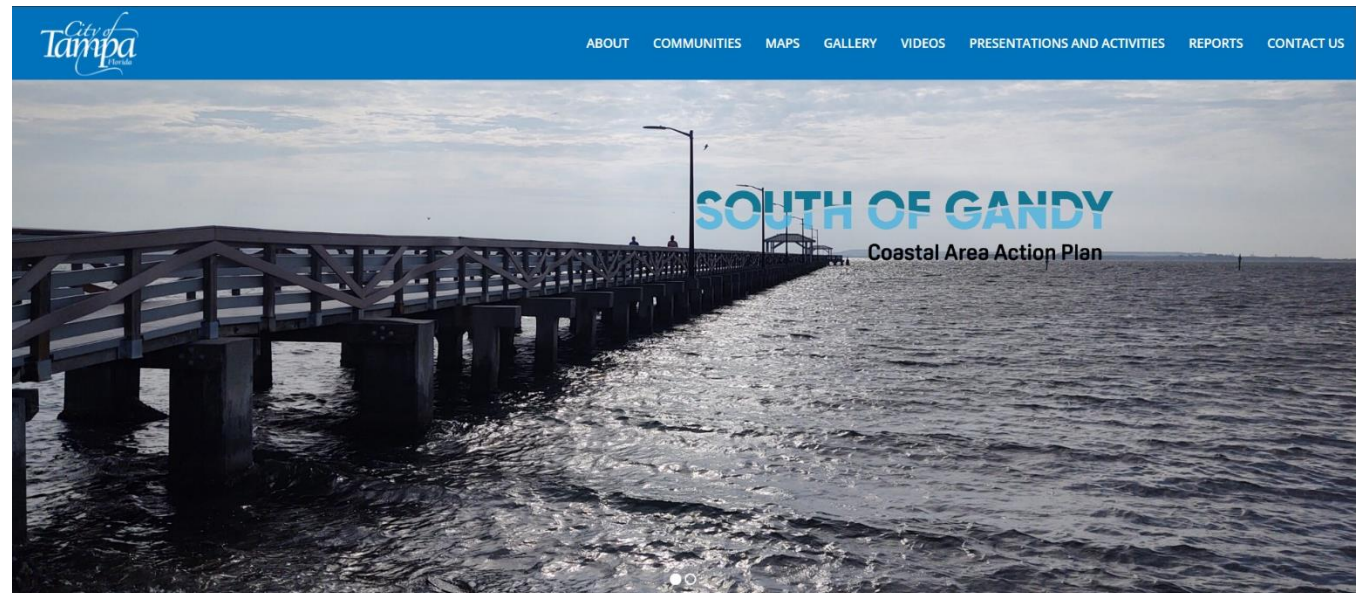 City of
Tampa
Florida
ABOUT COMMUNITIES MAPS GALLERY VIDEOS PRESENTATIONS AND ACTIVITIES REPORTS CONTACT US
SOUTH OF GANDY
Coastal Area Action Plan